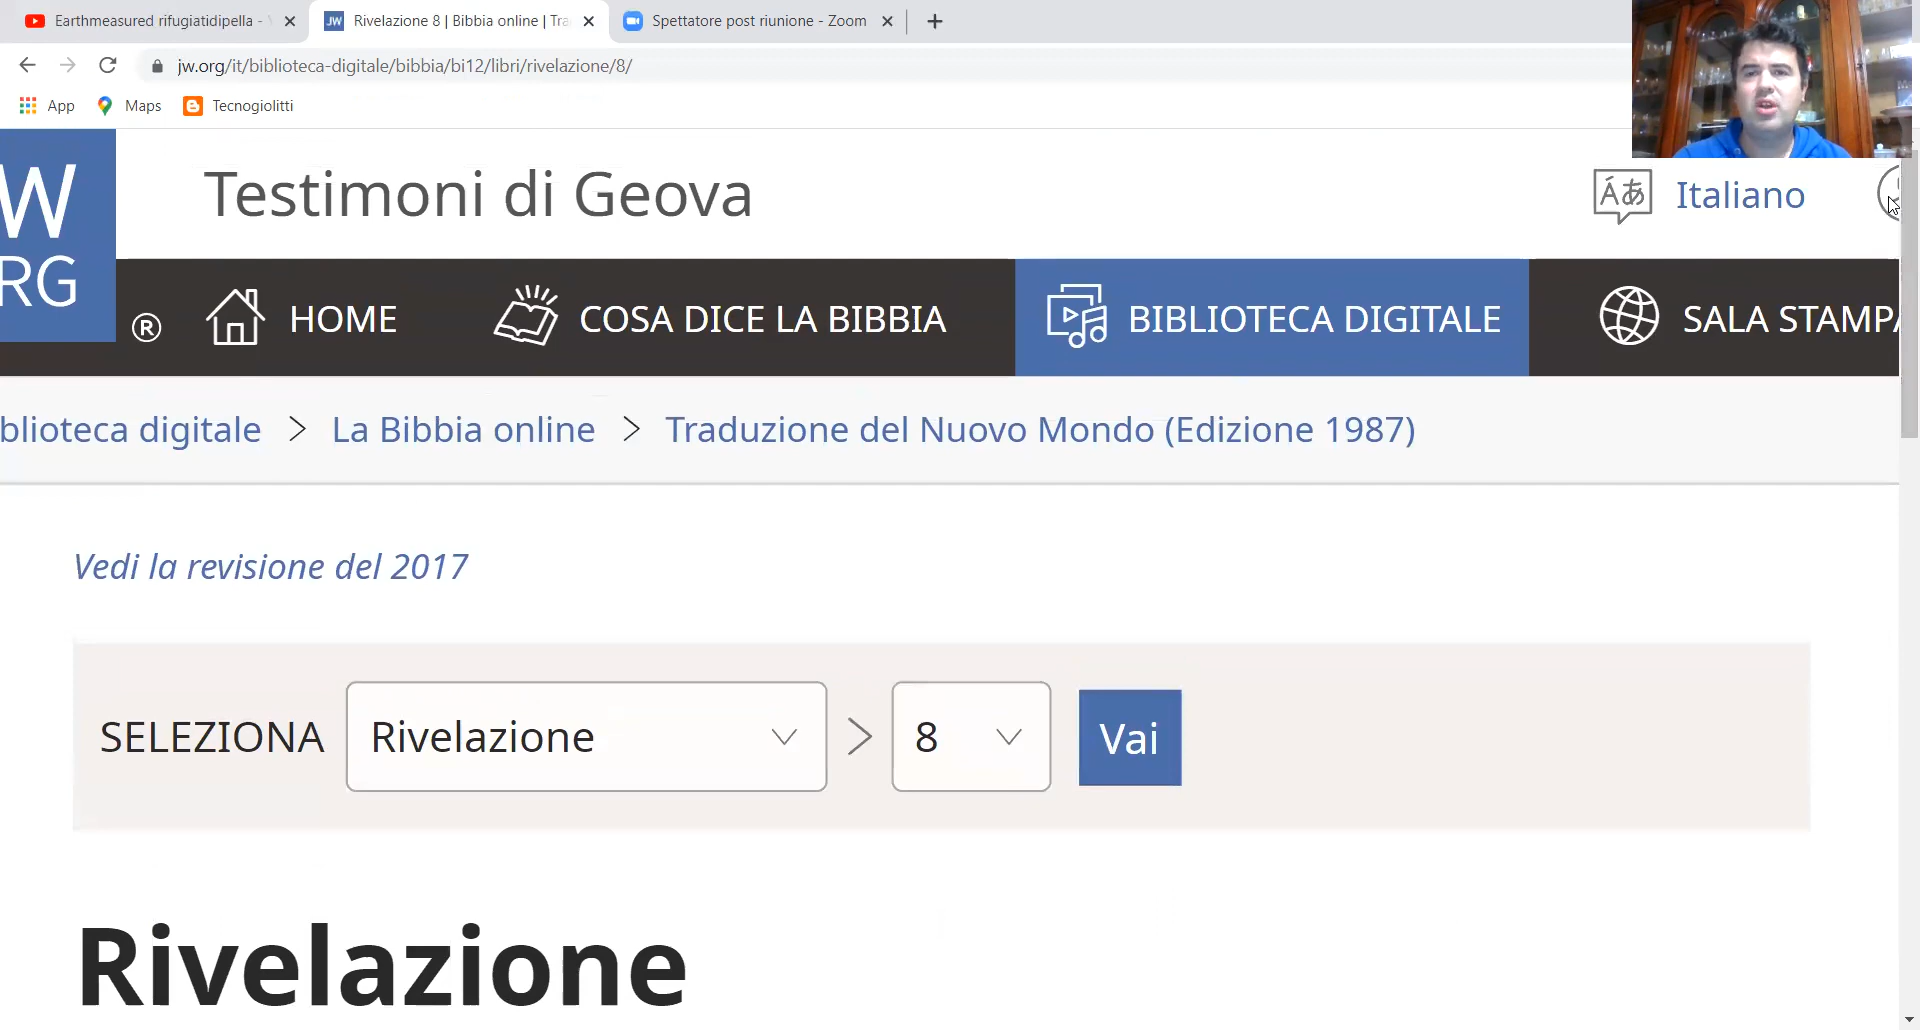 Earthmeasured rifugiatidipella -
Rivelazione 8 | Bibbia online | Tra
Spettatore post riunione - Zoom
jw.org/it/biblioteca-digitale/bibbia/bi12/libri/rivelazione/8/
App
Maps
Tecnogiolitti
W
RG
®
Testimoni di Geova
Áあ Italiano
HOME
COSA DICE LA BIBBIA
BIBLIOTECA DIGITALE
SALA STAMPA
blioteca digitale > La Bibbia online > Traduzione del Nuovo Mondo (Edizione 1987)
Vedi la revisione del 2017
SELEZIONA Rivelazione > 8 Vai
Rivelazione